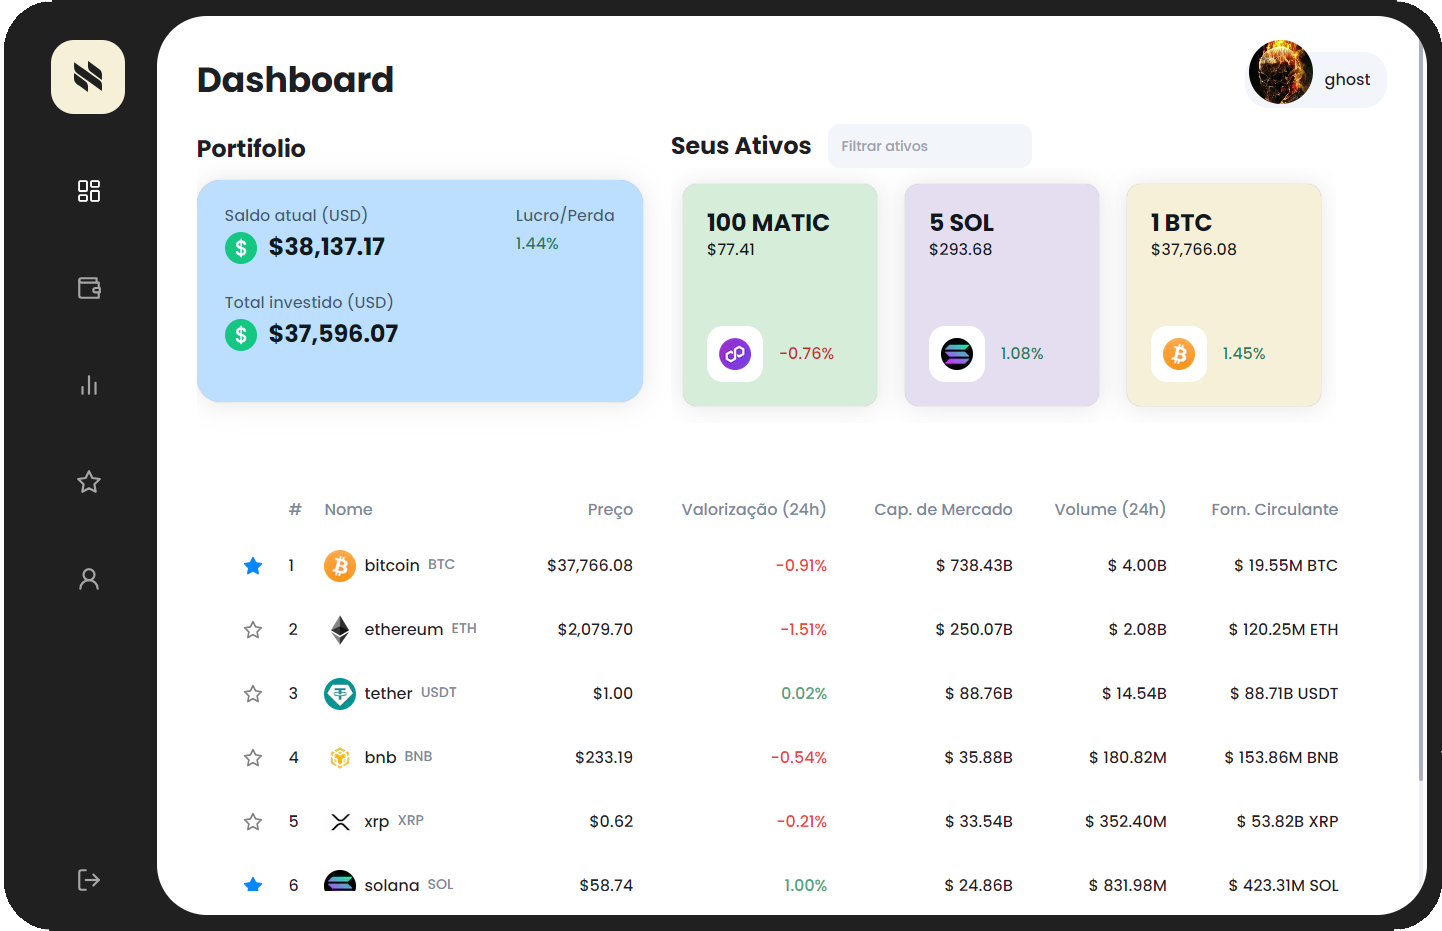 Dashboard
ghost
Portifolio
Seus Ativos
Filtrar ativos
Saldo atual (USD)
Lucro/Perda
$38,137.17
1.44%
Total investido (USD)
$37,596.07
100 MATIC
$77.41
-0.76%
5 SOL
$293.68
1.08%
1 BTC
$37,766.08
1.45%
# Nome Preço Valorização (24h) Cap. de Mercado Volume (24h) Forn. Circulante
1 bitcoin BTC $37,766.08 -0.91% $ 738.43B $ 4.00B $ 19.55M BTC
2 ethereum ETH $2,079.70 -1.51% $ 250.07B $ 2.08B $ 120.25M ETH
3 tether USDT $1.00 0.02% $ 88.76B $ 14.54B $ 88.71B USDT
4 bnb BNB $233.19 -0.54% $ 35.88B $ 180.82M $ 153.86M BNB
5 xrp XRP $0.62 -0.21% $ 33.54B $ 352.40M $ 53.82B XRP
6 solana SOL $58.74 1.00% $ 24.86B $ 831.98M $ 423.31M SOL